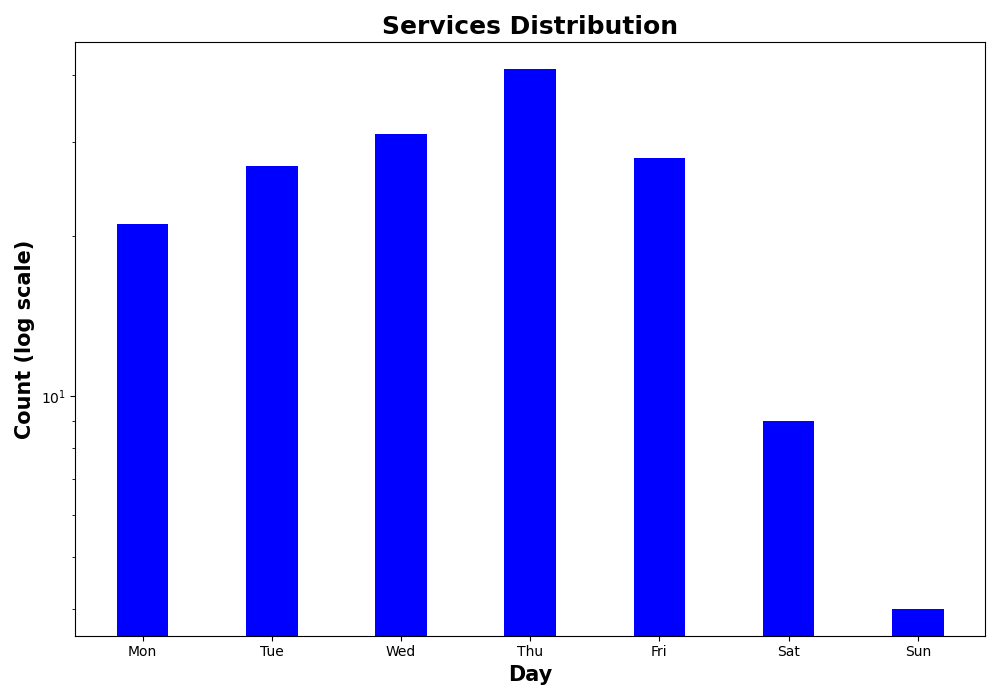 Services Distribution
Count (log scale)
10¹
Mon Tue Wed Thu Fri Sat Sun
Day